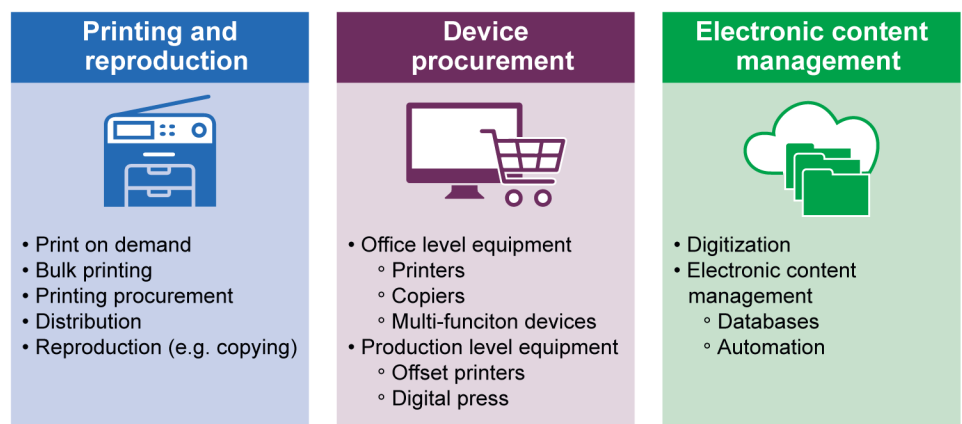 Printing and
reproduction
• Print on demand
• Bulk printing
• Printing procurement
• Distribution
• Reproduction (e.g. copying)
Device
procurement
• Office level equipment
° Printers
° Copiers
° Multi-funciton devices
• Production level equipment
° Offset printers
° Digital press
Electronic content
management
• Digitization
• Electronic content
management
° Databases
° Automation